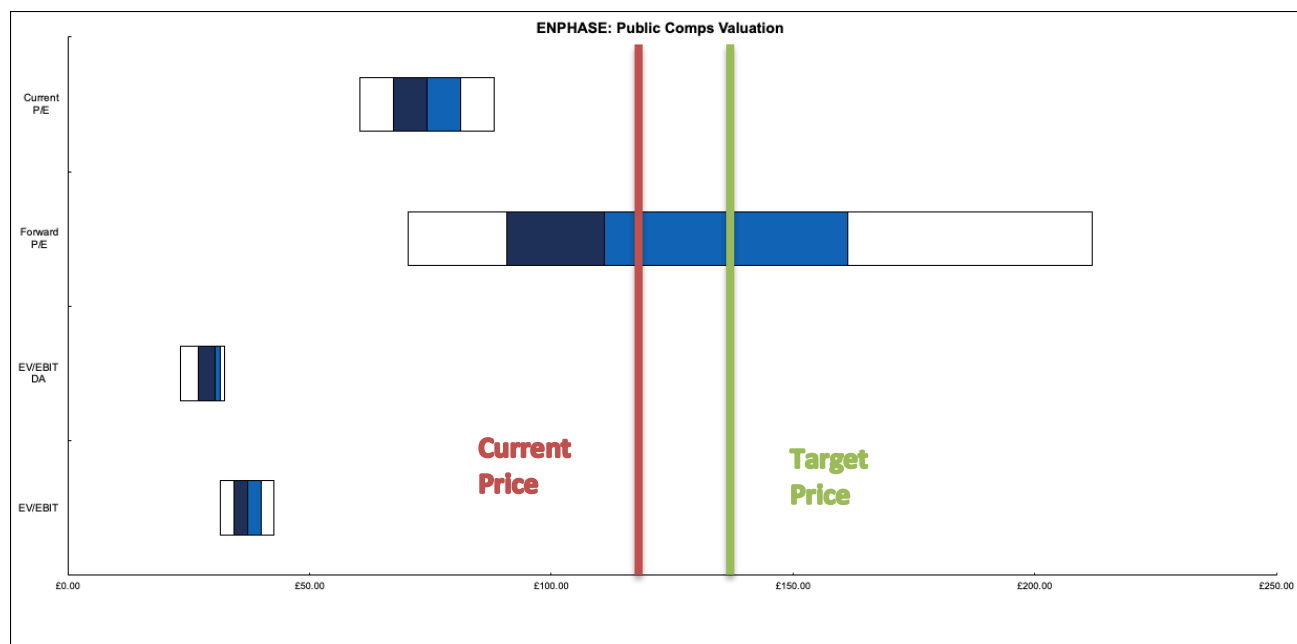 ENPHASE: Public Comps Valuation
Current
P/E
Forward
P/E
EV/EBIT
DA
EV/EBIT
Current
Price
Target
Price
£0.00
£50.00
£100.00
£150.00
£200.00
£250.00